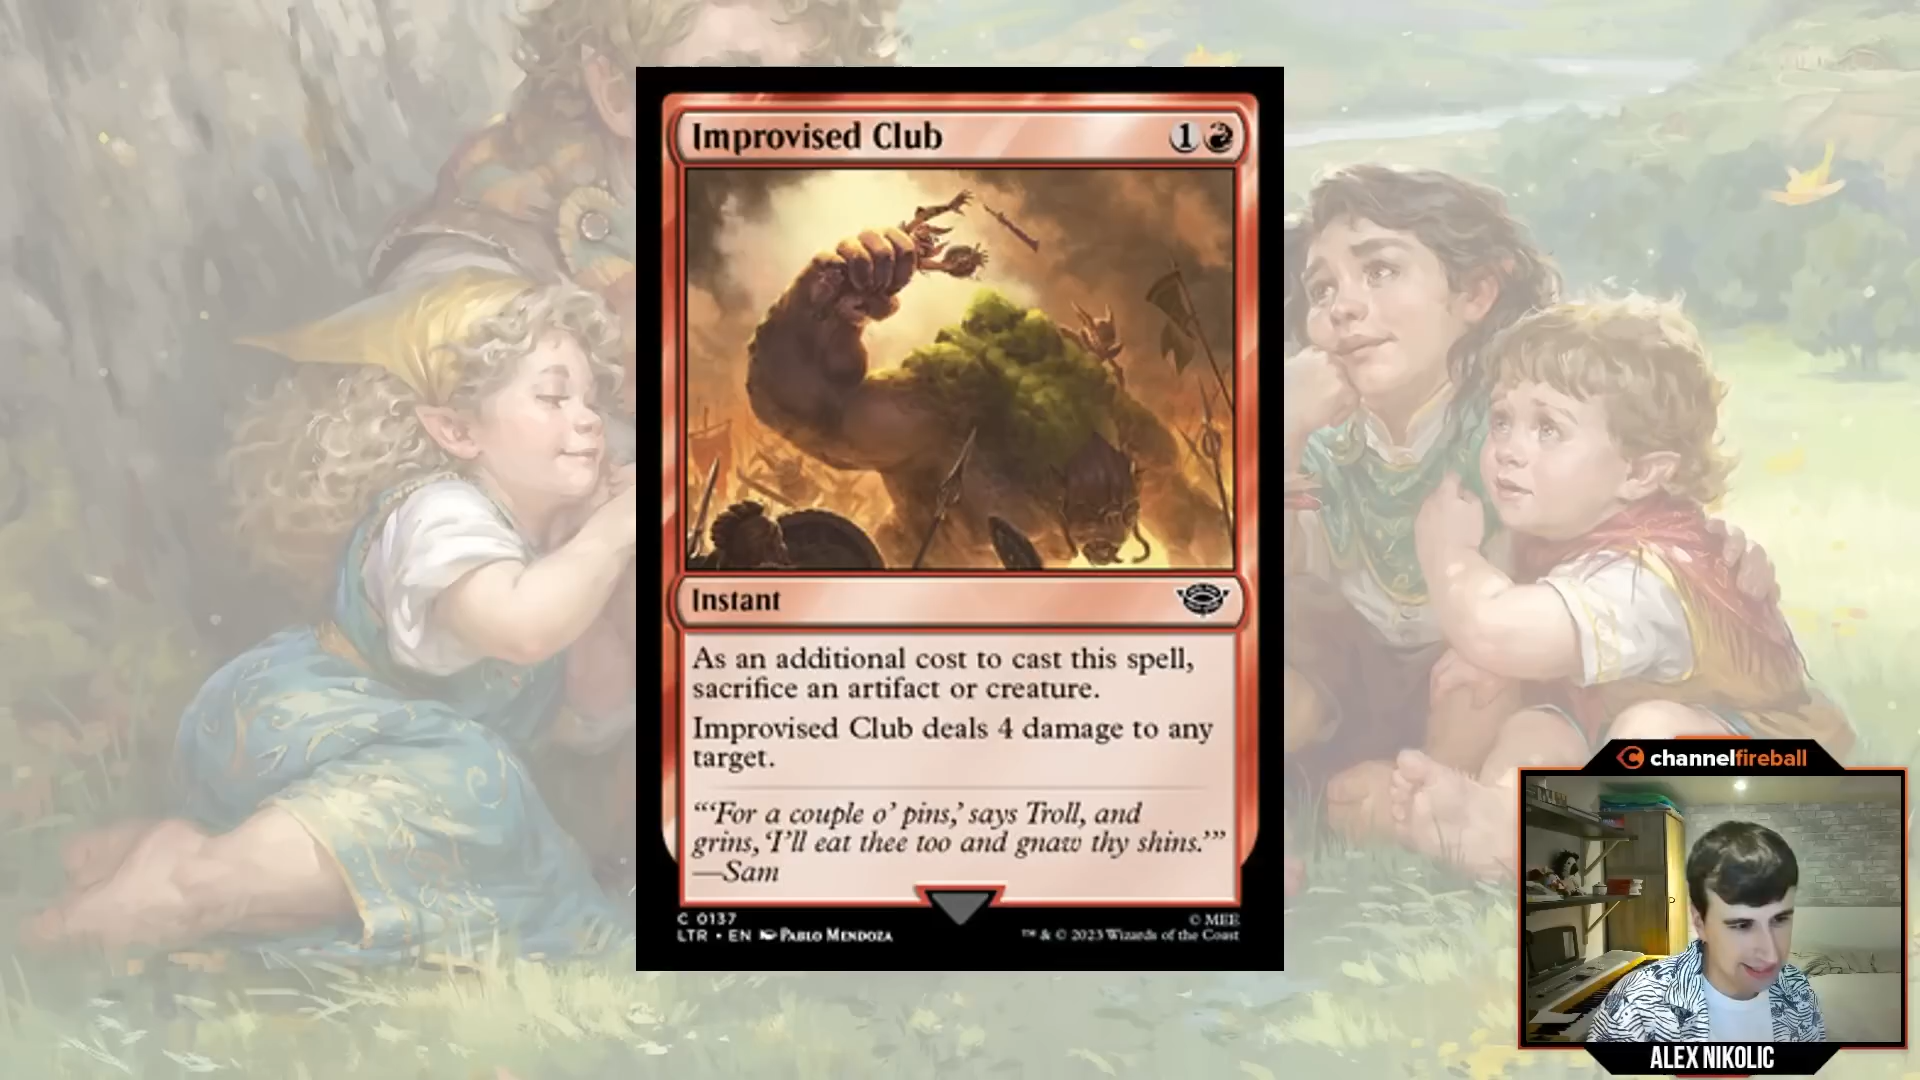 Improvised Club
1
Instant
As an additional cost to cast this spell,
sacrifice an artifact or creature.
Improvised Club deals 4 damage to any
target.
"'For a couple o' pins,' says Troll, and
grins, 'I'll eat thee too and gnaw thy shins.'"
—Sam
C 0137
LTR • EN Pablo Mendoza
© MEE
™ & © 2023 Wizards of the Coast
channelfireball
ALEX NIKOLIC